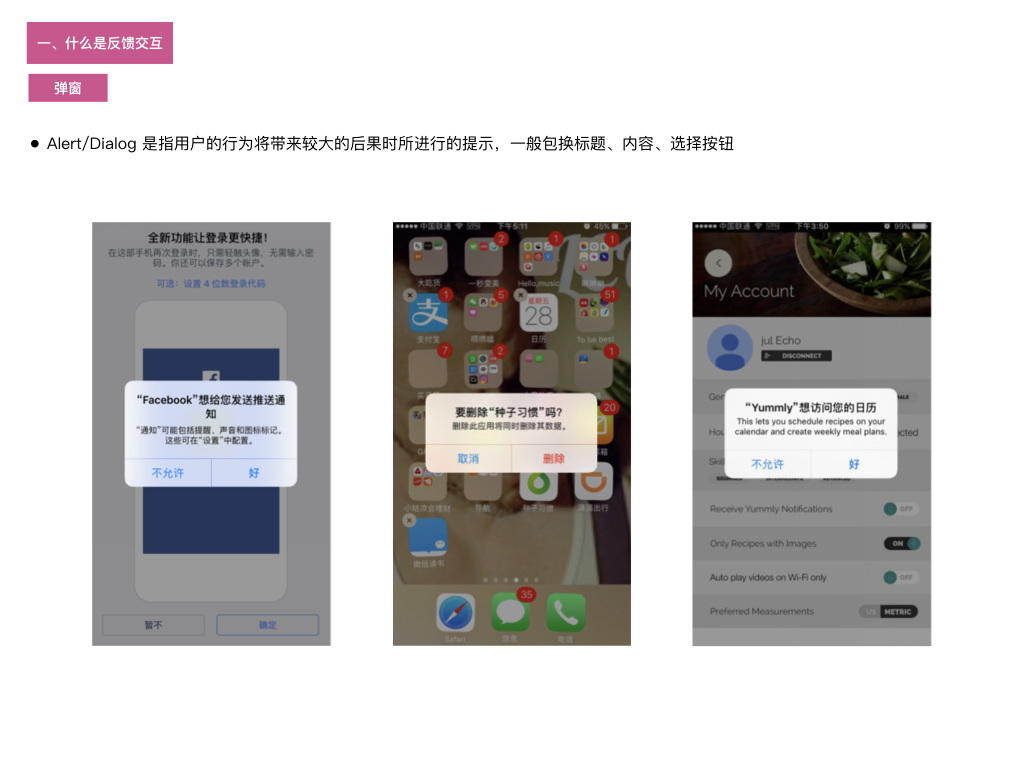 一、什么是反馈交互
弹窗
● Alert/Dialog 是指用户的行为将带来较大的后果时所进行的提示，一般包换标题、内容、选择按钮
全新功能让登录更快捷！
在这部手机再次登录时，只需轻触头像，无需输入密
码。你还可以保存多个帐户。
可选：设置 4 位数登录代码
“Facebook”想给您发送推送通
知
“通知”可能包括提醒、声音和图标标记。
这些可在“设置”中配置。
不允许
好
暂不
确定
中国联通
下午5:11
45%
2
1
1
大吃货
一秒变美
Hello,music
1
5
星期五
28
51
支付宝
嘚嘚瑟
日历
To be best
7
2
1
要删除“种子习惯”吗？
删除此应用将同时删除其数据。
取消
删除
20
导航
种子习惯
滴滴出行
微信读书
35
Safari
信息
电话
中国联通
下午3:50
99%
My Account
jul Echo
DISCONNECT
“Yummly”想访问您的日历
This lets you schedule recipes on your
calendar and create weekly meal plans.
不允许
好
Receive Yummly Notifications
OFF
Only Recipes with Images
ON
Auto play videos on Wi-Fi only
OFF
Preferred Measurements
US
METRIC